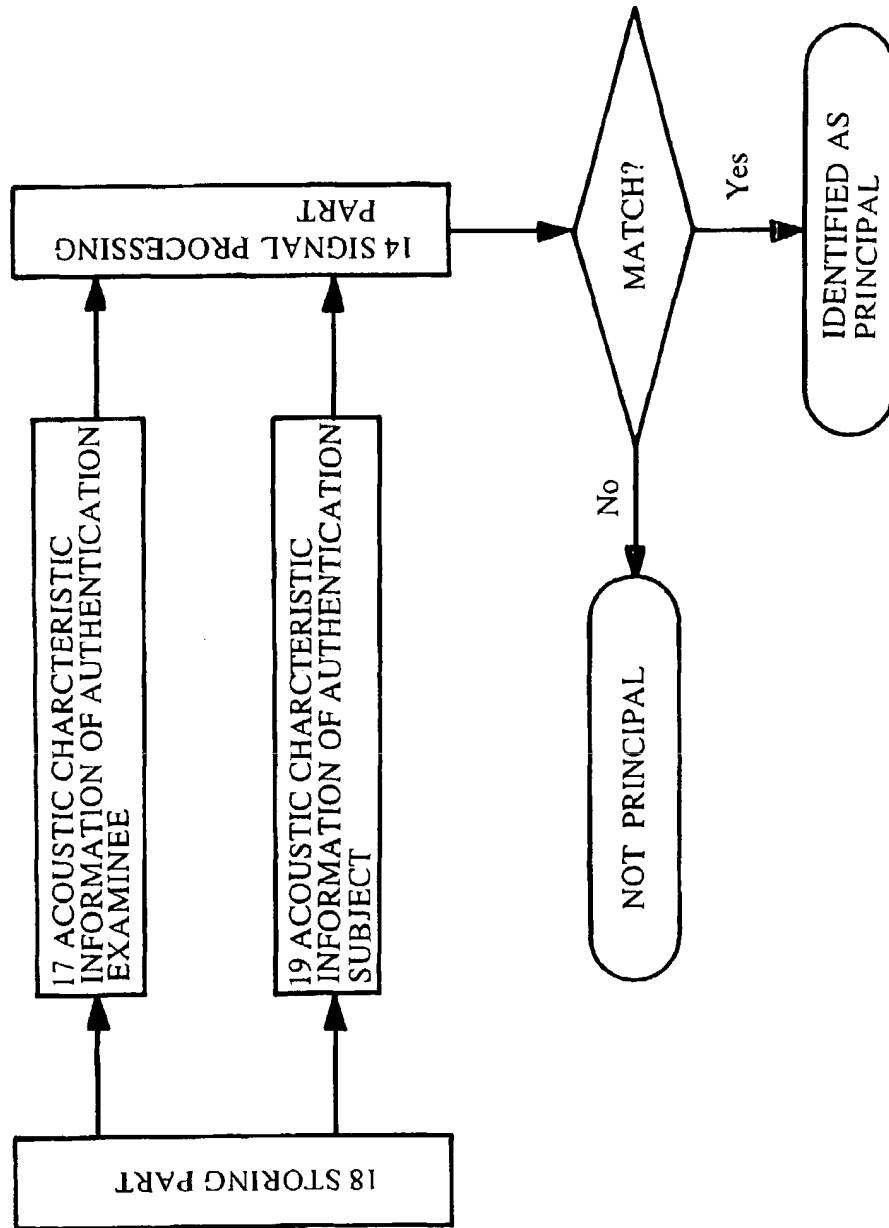 18 STORING PART
17 ACOUSTIC CHARCTERISTIC
INFORMATION OF AUTHENTICATION
EXAMINEE
19 ACOUSTIC CHARCTERISTIC
INFORMATION OF AUTHENTICATION
SUBJECT
14 SIGNAL PROCESSING
PART
MATCH?
No
Yes
NOT PRINCIPAL
IDENTIFIED AS
PRINCIPAL